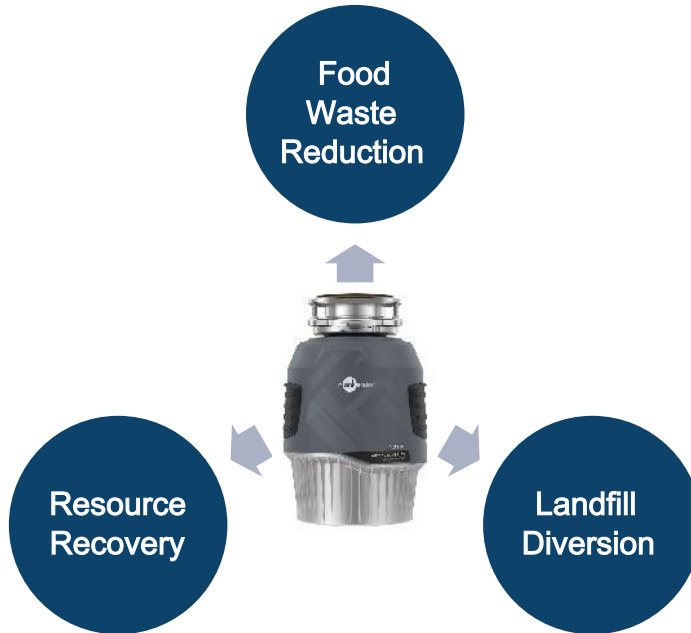 Food
Waste
Reduction
Resource
Recovery
Landfill
Diversion